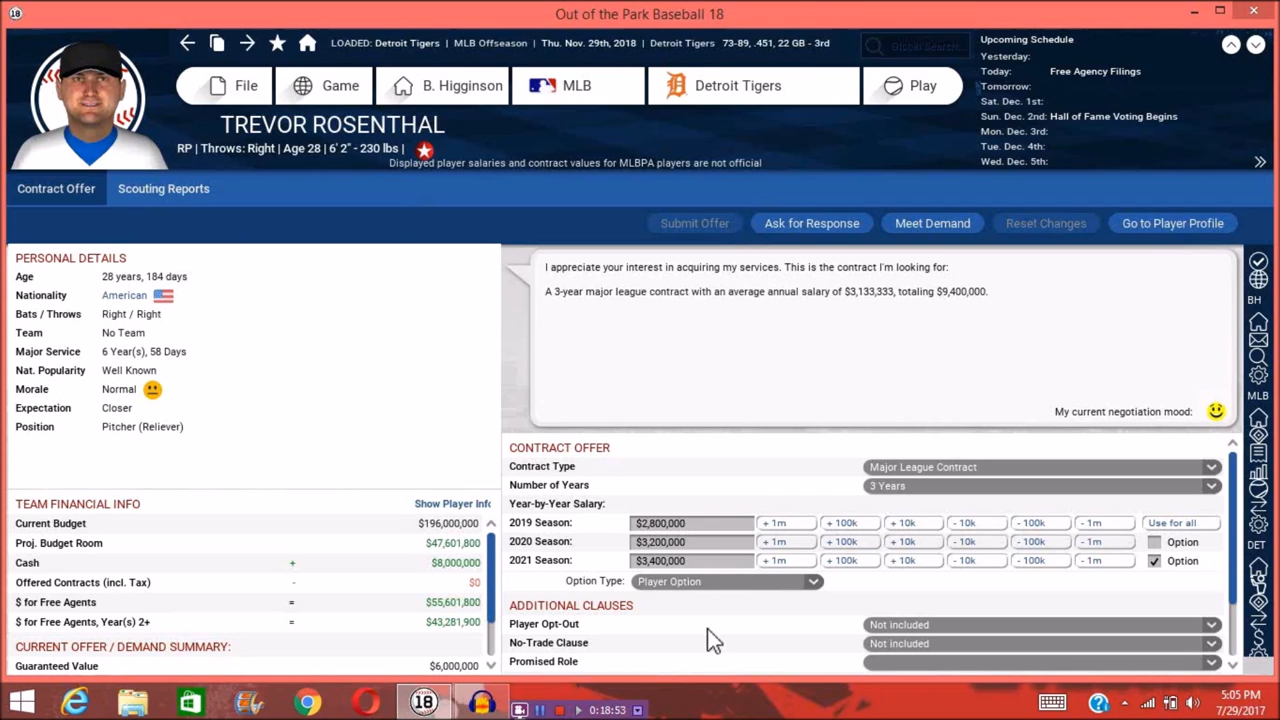 18 Out of the Park Baseball 18
LOADED: Detroit Tigers | MLB Offseason | Thu. Nov. 29th, 2018 | Detroit Tigers 73-89, .451, 22 GB - 3rd
Global Search...
Upcoming Schedule
Yesterday:
Today: Free Agency Filings
Tomorrow:
Sat. Dec. 1st:
Sun. Dec. 2nd: Hall of Fame Voting Begins
Mon. Dec. 3rd:
Tue. Dec. 4th:
Wed. Dec. 5th:
File Game B. Higginson MLB Detroit Tigers Play
TREVOR ROSENTHAL
RP | Throws: Right | Age 28 | 6' 2" - 230 lbs |
Displayed player salaries and contract values for MLBPA players are not official
Contract Offer Scouting Reports
Submit Offer Ask for Response Meet Demand Reset Changes Go to Player Profile
PERSONAL DETAILS
Age 28 years, 184 days
Nationality American
Bats / Throws Right / Right
Team No Team
Major Service 6 Year(s), 58 Days
Nat. Popularity Well Known
Morale Normal
Expectation Closer
Position Pitcher (Reliever)
I appreciate your interest in acquiring my services. This is the contract I'm looking for:
A 3-year major league contract with an average annual salary of $3,133,333, totaling $9,400,000.
My current negotiation mood:
TEAM FINANCIAL INFO Show Player Info
Current Budget $196,000,000
Proj. Budget Room $47,601,800
Cash + $8,000,000
Offered Contracts (incl. Tax) - $0
$ for Free Agents = $55,601,800
$ for Free Agents, Year(s) 2+ = $43,281,900
CURRENT OFFER / DEMAND SUMMARY:
Guaranteed Value $6,000,000
CONTRACT OFFER
Contract Type Major League Contract
Number of Years 3 Years
Year-by-Year Salary:
2019 Season: $2,800,000 + 1m + 100k + 10k - 10k - 100k - 1m Use for all
2020 Season: $3,200,000 + 1m + 100k + 10k - 10k - 100k - 1m Option
2021 Season: $3,400,000 + 1m + 100k + 10k - 10k - 100k - 1m Option
Option Type: Player Option
ADDITIONAL CLAUSES
Player Opt-Out Not included
No-Trade Clause Not included
Promised Role
BH
MLB
DET
18
0:18:53
5:05 PM
7/29/2017